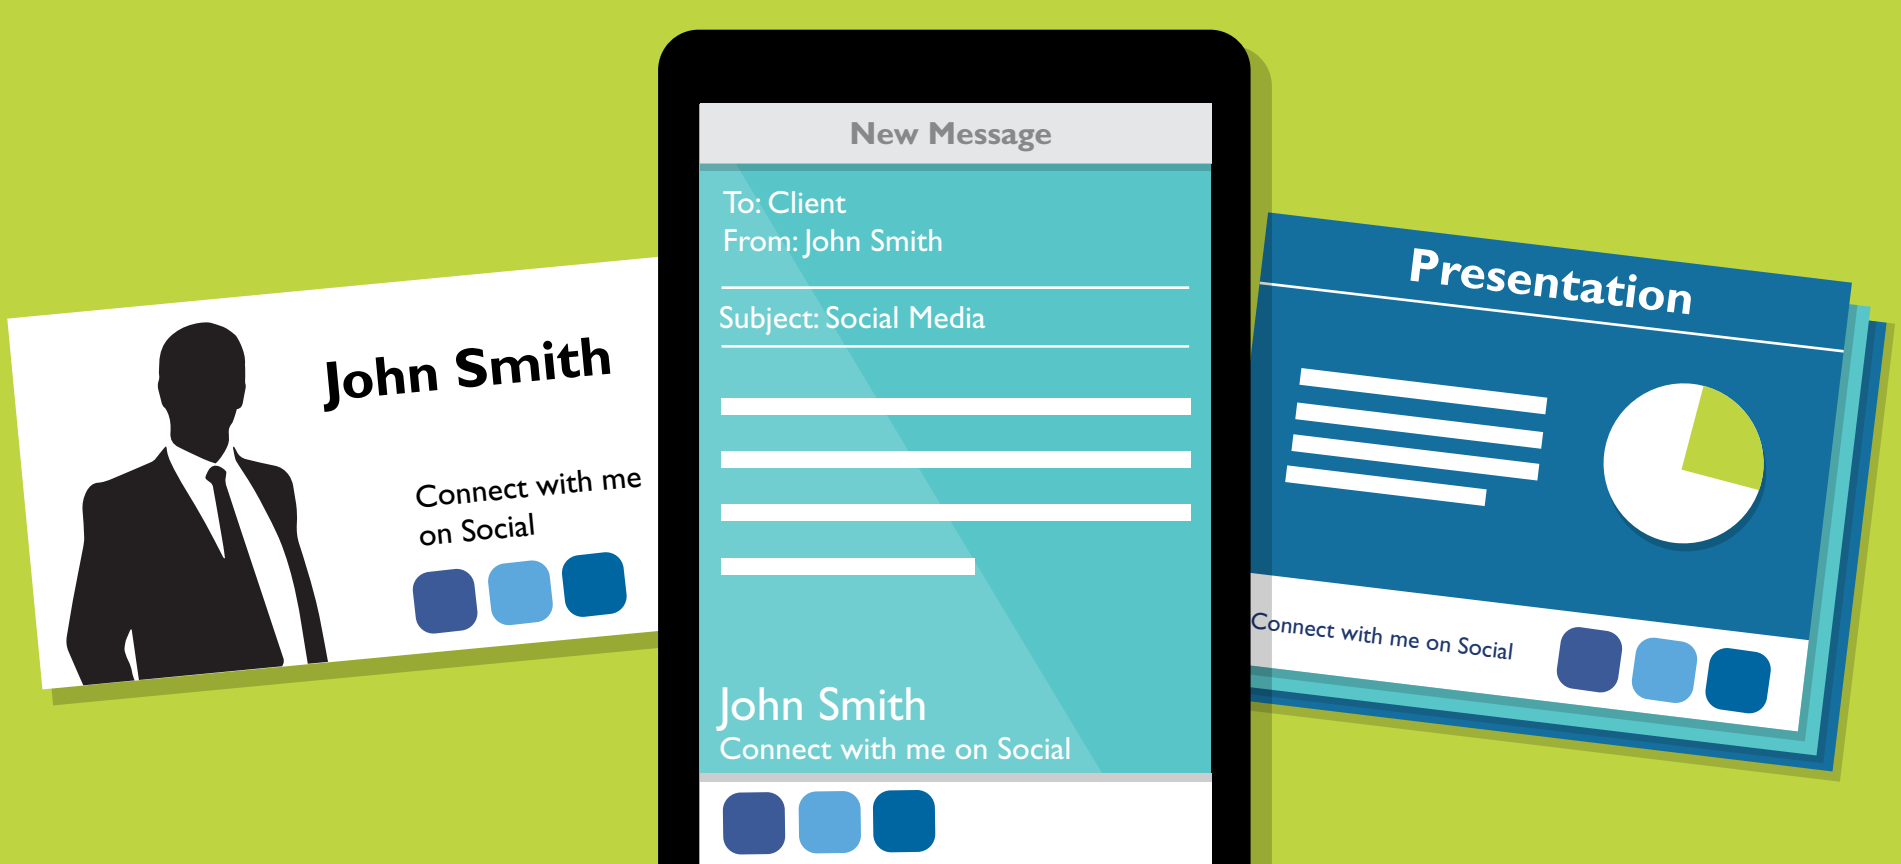 John Smith
Connect with me
on Social
New Message
To: Client
From: John Smith
Subject: Social Media
John Smith
Connect with me on Social
Presentation
Connect with me on Social